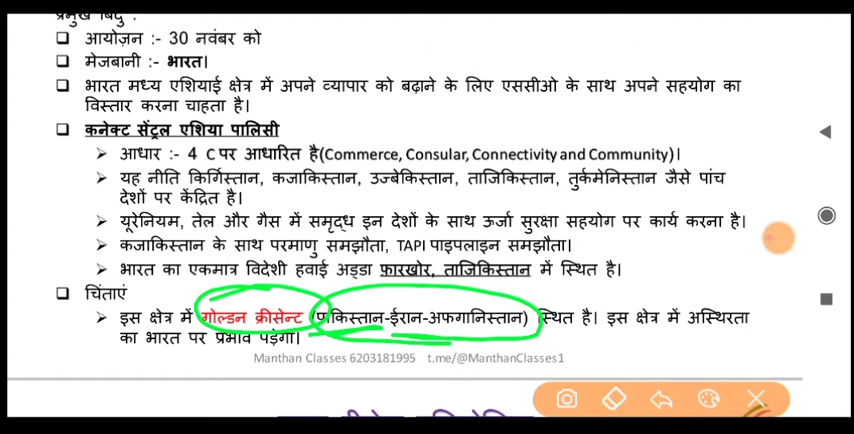 प्रमुख बिंदु :
❑ आयोज़न :- 30 नवंबर को
❑ मेजबानी :- भारत।
❑ भारत मध्य एशियाई क्षेत्र में अपने व्यापार को बढ़ाने के लिए एससीओ के साथ अपने सहयोग का
विस्तार करना चाहता है।
❑ कनेक्ट सेंट्रल एशिया पालिसी
➢ आधार :- 4 C पर आधारित है(Commerce, Consular, Connectivity and Community)।
➢ यह नीति किर्गिस्तान, कजाकिस्तान, उज्बेकिस्तान, ताजिकिस्तान, तुर्कमेनिस्तान जैसे पांच
देशों पर केंद्रित है।
➢ यूरेनियम, तेल और गैस में समृद्ध इन देशों के साथ ऊर्जा सुरक्षा सहयोग पर कार्य करना है।
➢ कजाकिस्तान के साथ परमाणु समझौता, TAPI पाइपलाइन समझौता।
➢ भारत का एकमात्र विदेशी हवाई अड्डा फ़ारखोर, ताजिकिस्तान में स्थित है।
❑ चिंताएं
➢ इस क्षेत्र में गोल्डन क्रीसेन्ट (पाकिस्तान-ईरान-अफगानिस्तान) स्थित है। इस क्षेत्र में अस्थिरता
का भारत पर प्रभाव पड़ेगा।
Manthan Classes 6203181995 t.me/@ManthanClasses1